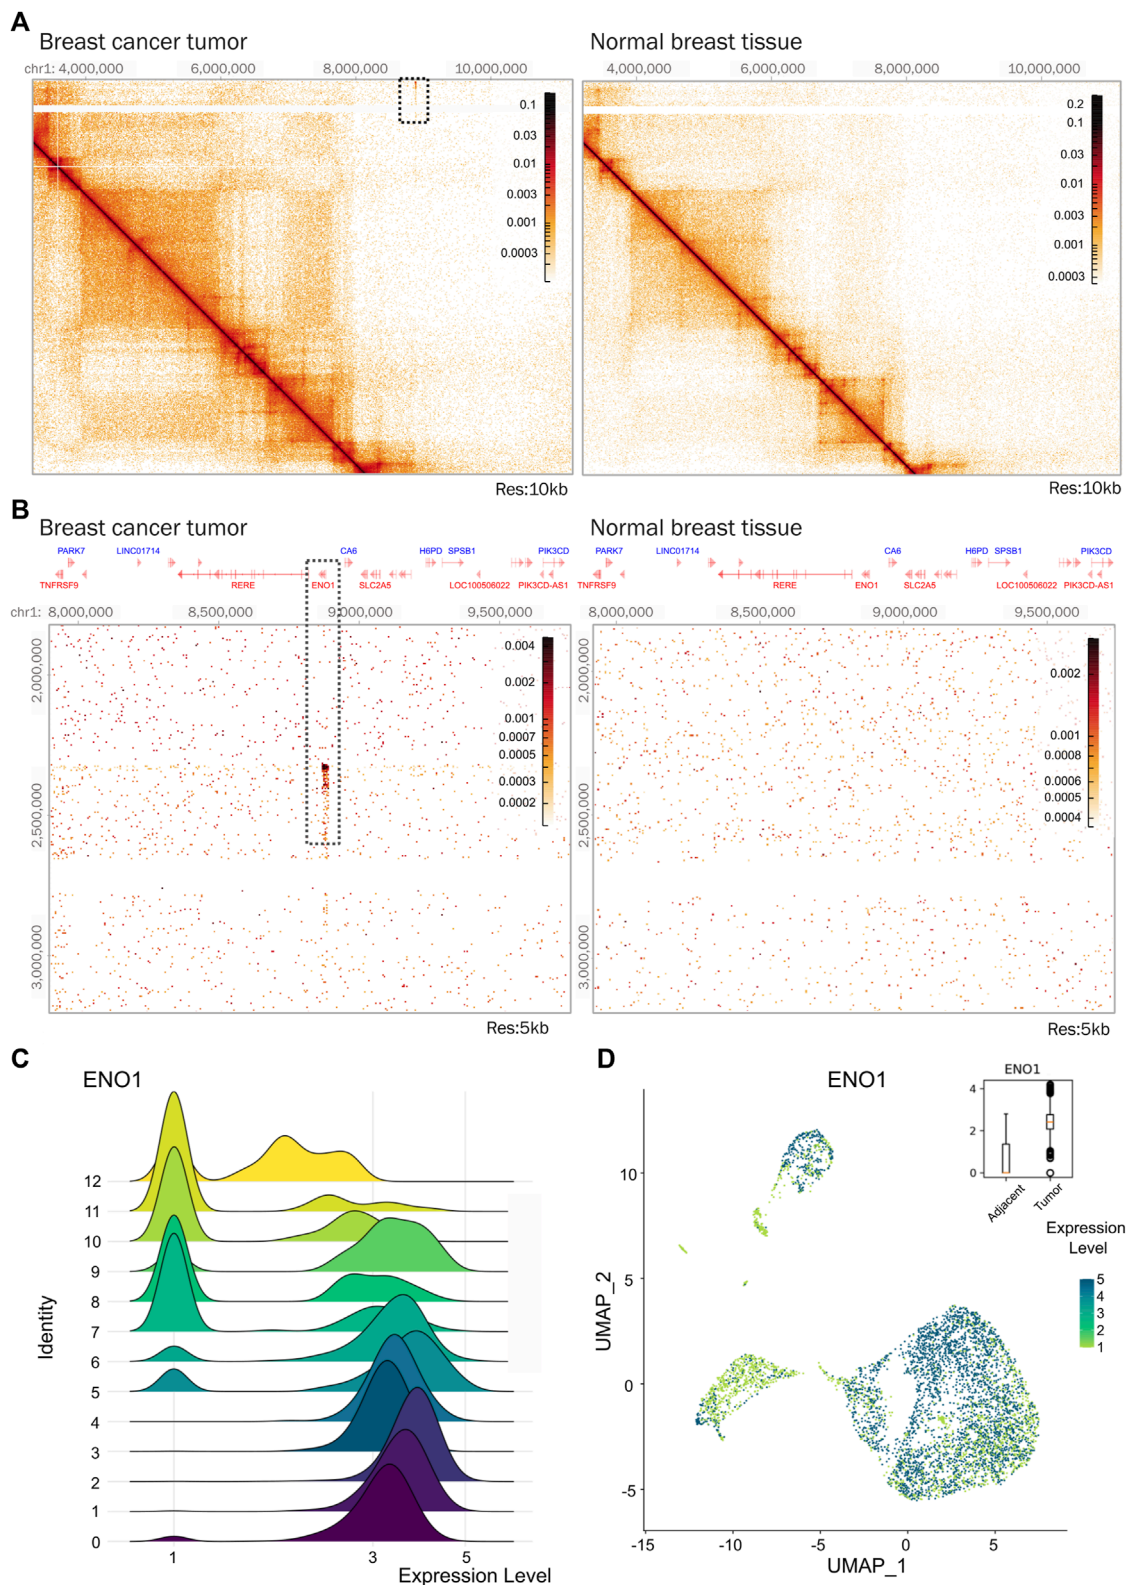 A
Breast cancer tumor
Normal breast tissue
chr1: 4,000,000 6,000,000 8,000,000 10,000,000
4,000,000 6,000,000 8,000,000 10,000,000
0.1
0.03
0.01
0.003
0.001
0.0003
0.2
0.1
0.03
0.01
0.003
0.001
0.0003
Res:10kb
Res:10kb
B
Breast cancer tumor
Normal breast tissue
PARK7 LINC01714 CA6 H6PD SPSB1 PIK3CD
TNFRSF9 RERE ENO1 SLC2A5 LOC100506022 PIK3CD-AS1
PARK7 LINC01714 CA6 H6PD SPSB1 PIK3CD
TNFRSF9 RERE ENO1 SLC2A5 LOC100506022 PIK3CD-AS1
chr1: 8,000,000 8,500,000 9,000,000 9,500,000
8,000,000 8,500,000 9,000,000 9,500,000
2,000,000
2,500,000
3,000,000
0.004
0.002
0.001
0.0007
0.0005
0.0003
0.0002
2,000,000
2,500,000
3,000,000
0.002
0.001
0.0008
0.0006
0.0005
0.0004
Res:5kb
Res:5kb
C
ENO1
Identity
12
11
10
9
8
7
6
5
4
3
2
1
0
1 3 5
Expression Level
D
ENO1
ENO1
4
2
0
Adjacent
Tumor
Expression
Level
5
4
3
2
1
UMAP_2
10
5
0
-5
-15 -10 -5 0 5
UMAP_1